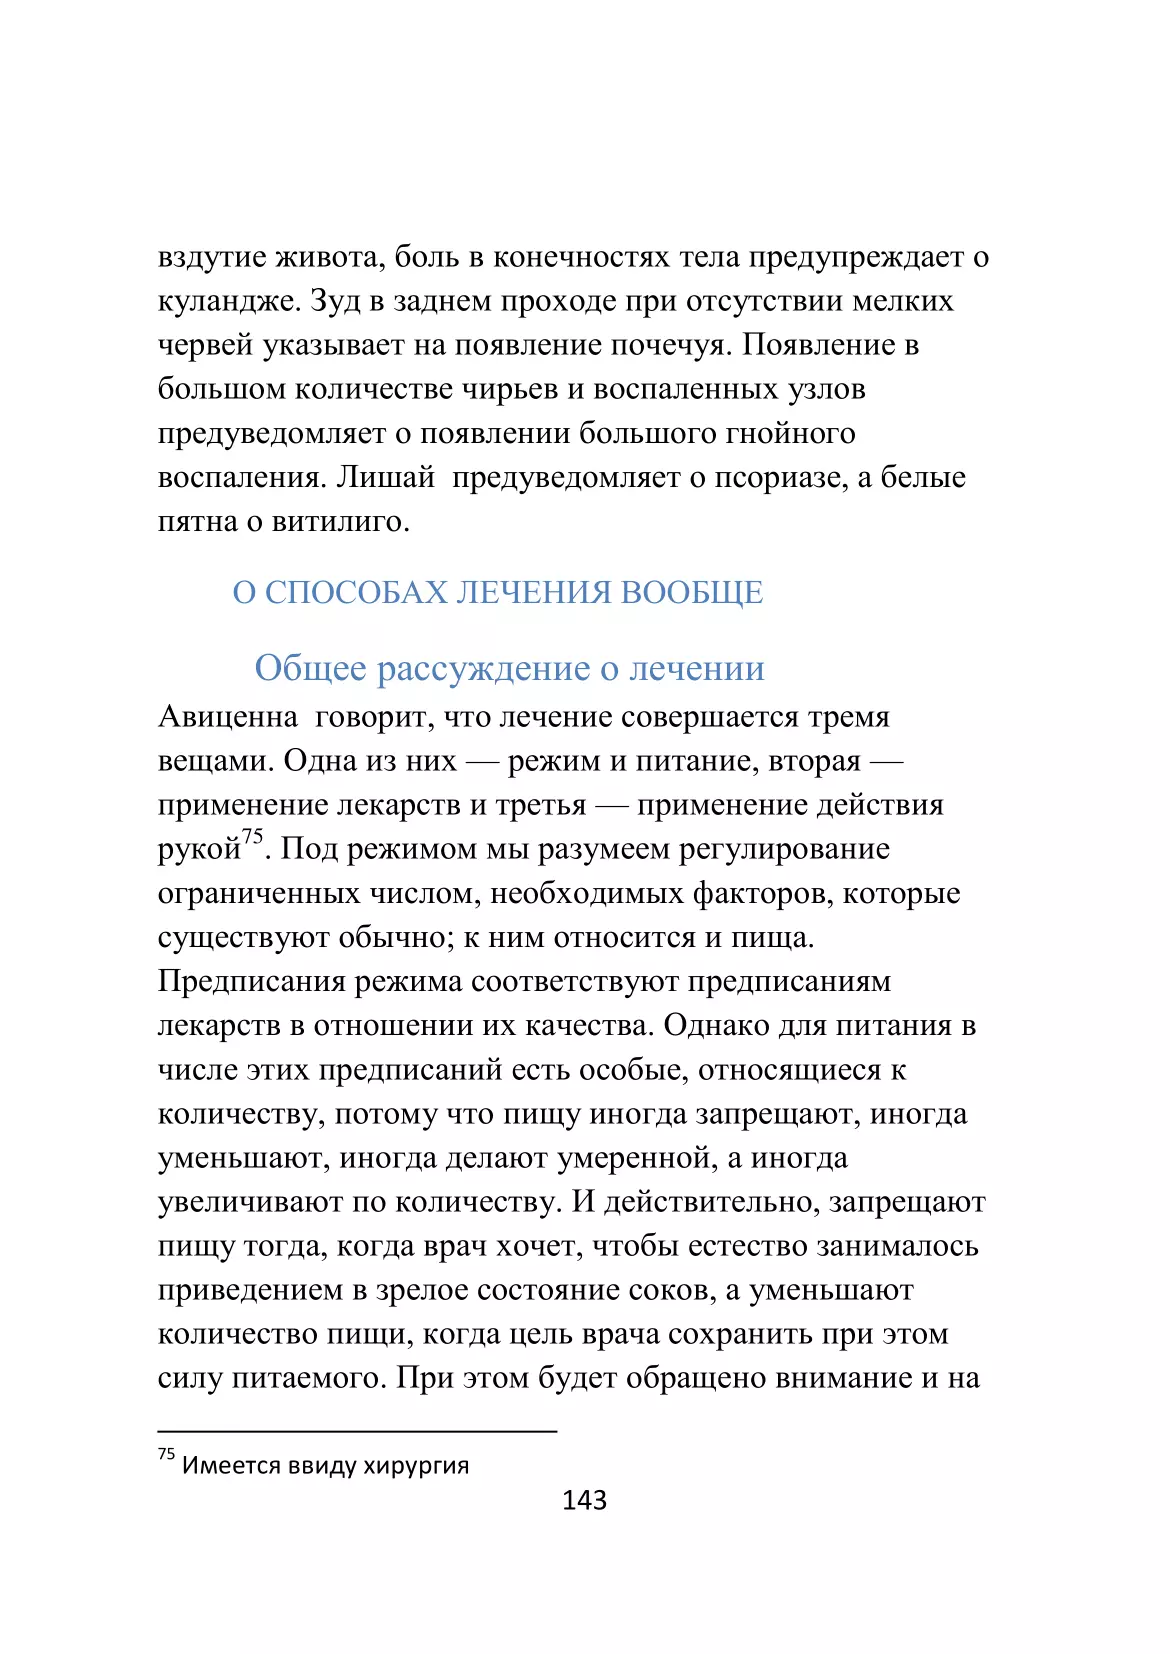 вздутие живота, боль в конечностях тела предупреждает о
куландже. Зуд в заднем проходе при отсутствии мелких
червей указывает на появление почечуя. Появление в
большом количестве чирьев и воспаленных узлов
предуведомляет о появлении большого гнойного
воспаления. Лишай  предуведомляет о псориазе, а белые
пятна о витилиго.
О СПОСОБАХ ЛЕЧЕНИЯ ВООБЩЕ
Общее рассуждение о лечении
Авиценна  говорит, что лечение совершается тремя
вещами. Одна из них — режим и питание, вторая —
применение лекарств и третья — применение действия
рукой75. Под режимом мы разумеем регулирование
ограниченных числом, необходимых факторов, которые
существуют обычно; к ним относится и пища.
Предписания режима соответствуют предписаниям
лекарств в отношении их качества. Однако для питания в
числе этих предписаний есть особые, относящиеся к
количеству, потому что пищу иногда запрещают, иногда
уменьшают, иногда делают умеренной, а иногда
увеличивают по количеству. И действительно, запрещают
пищу тогда, когда врач хочет, чтобы естество занималось
приведением в зрелое состояние соков, а уменьшают
количество пищи, когда цель врача сохранить при этом
силу питаемого. При этом будет обращено внимание и на
75 Имеется ввиду хирургия
143